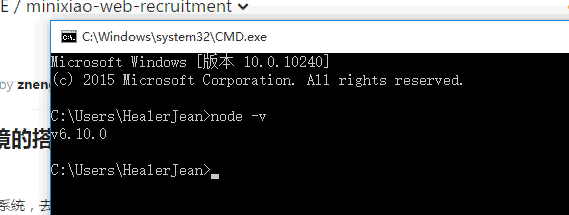 E / minixiao-web-recruitment
C:\Windows\system32\CMD.exe
Microsoft Windows [版本 10.0.10240]
(c) 2015 Microsoft Corporation. All rights reserved.
by znen
C:\Users\HealerJean>node -v
v6.10.0
境的搭
C:\Users\HealerJean>
系统，去